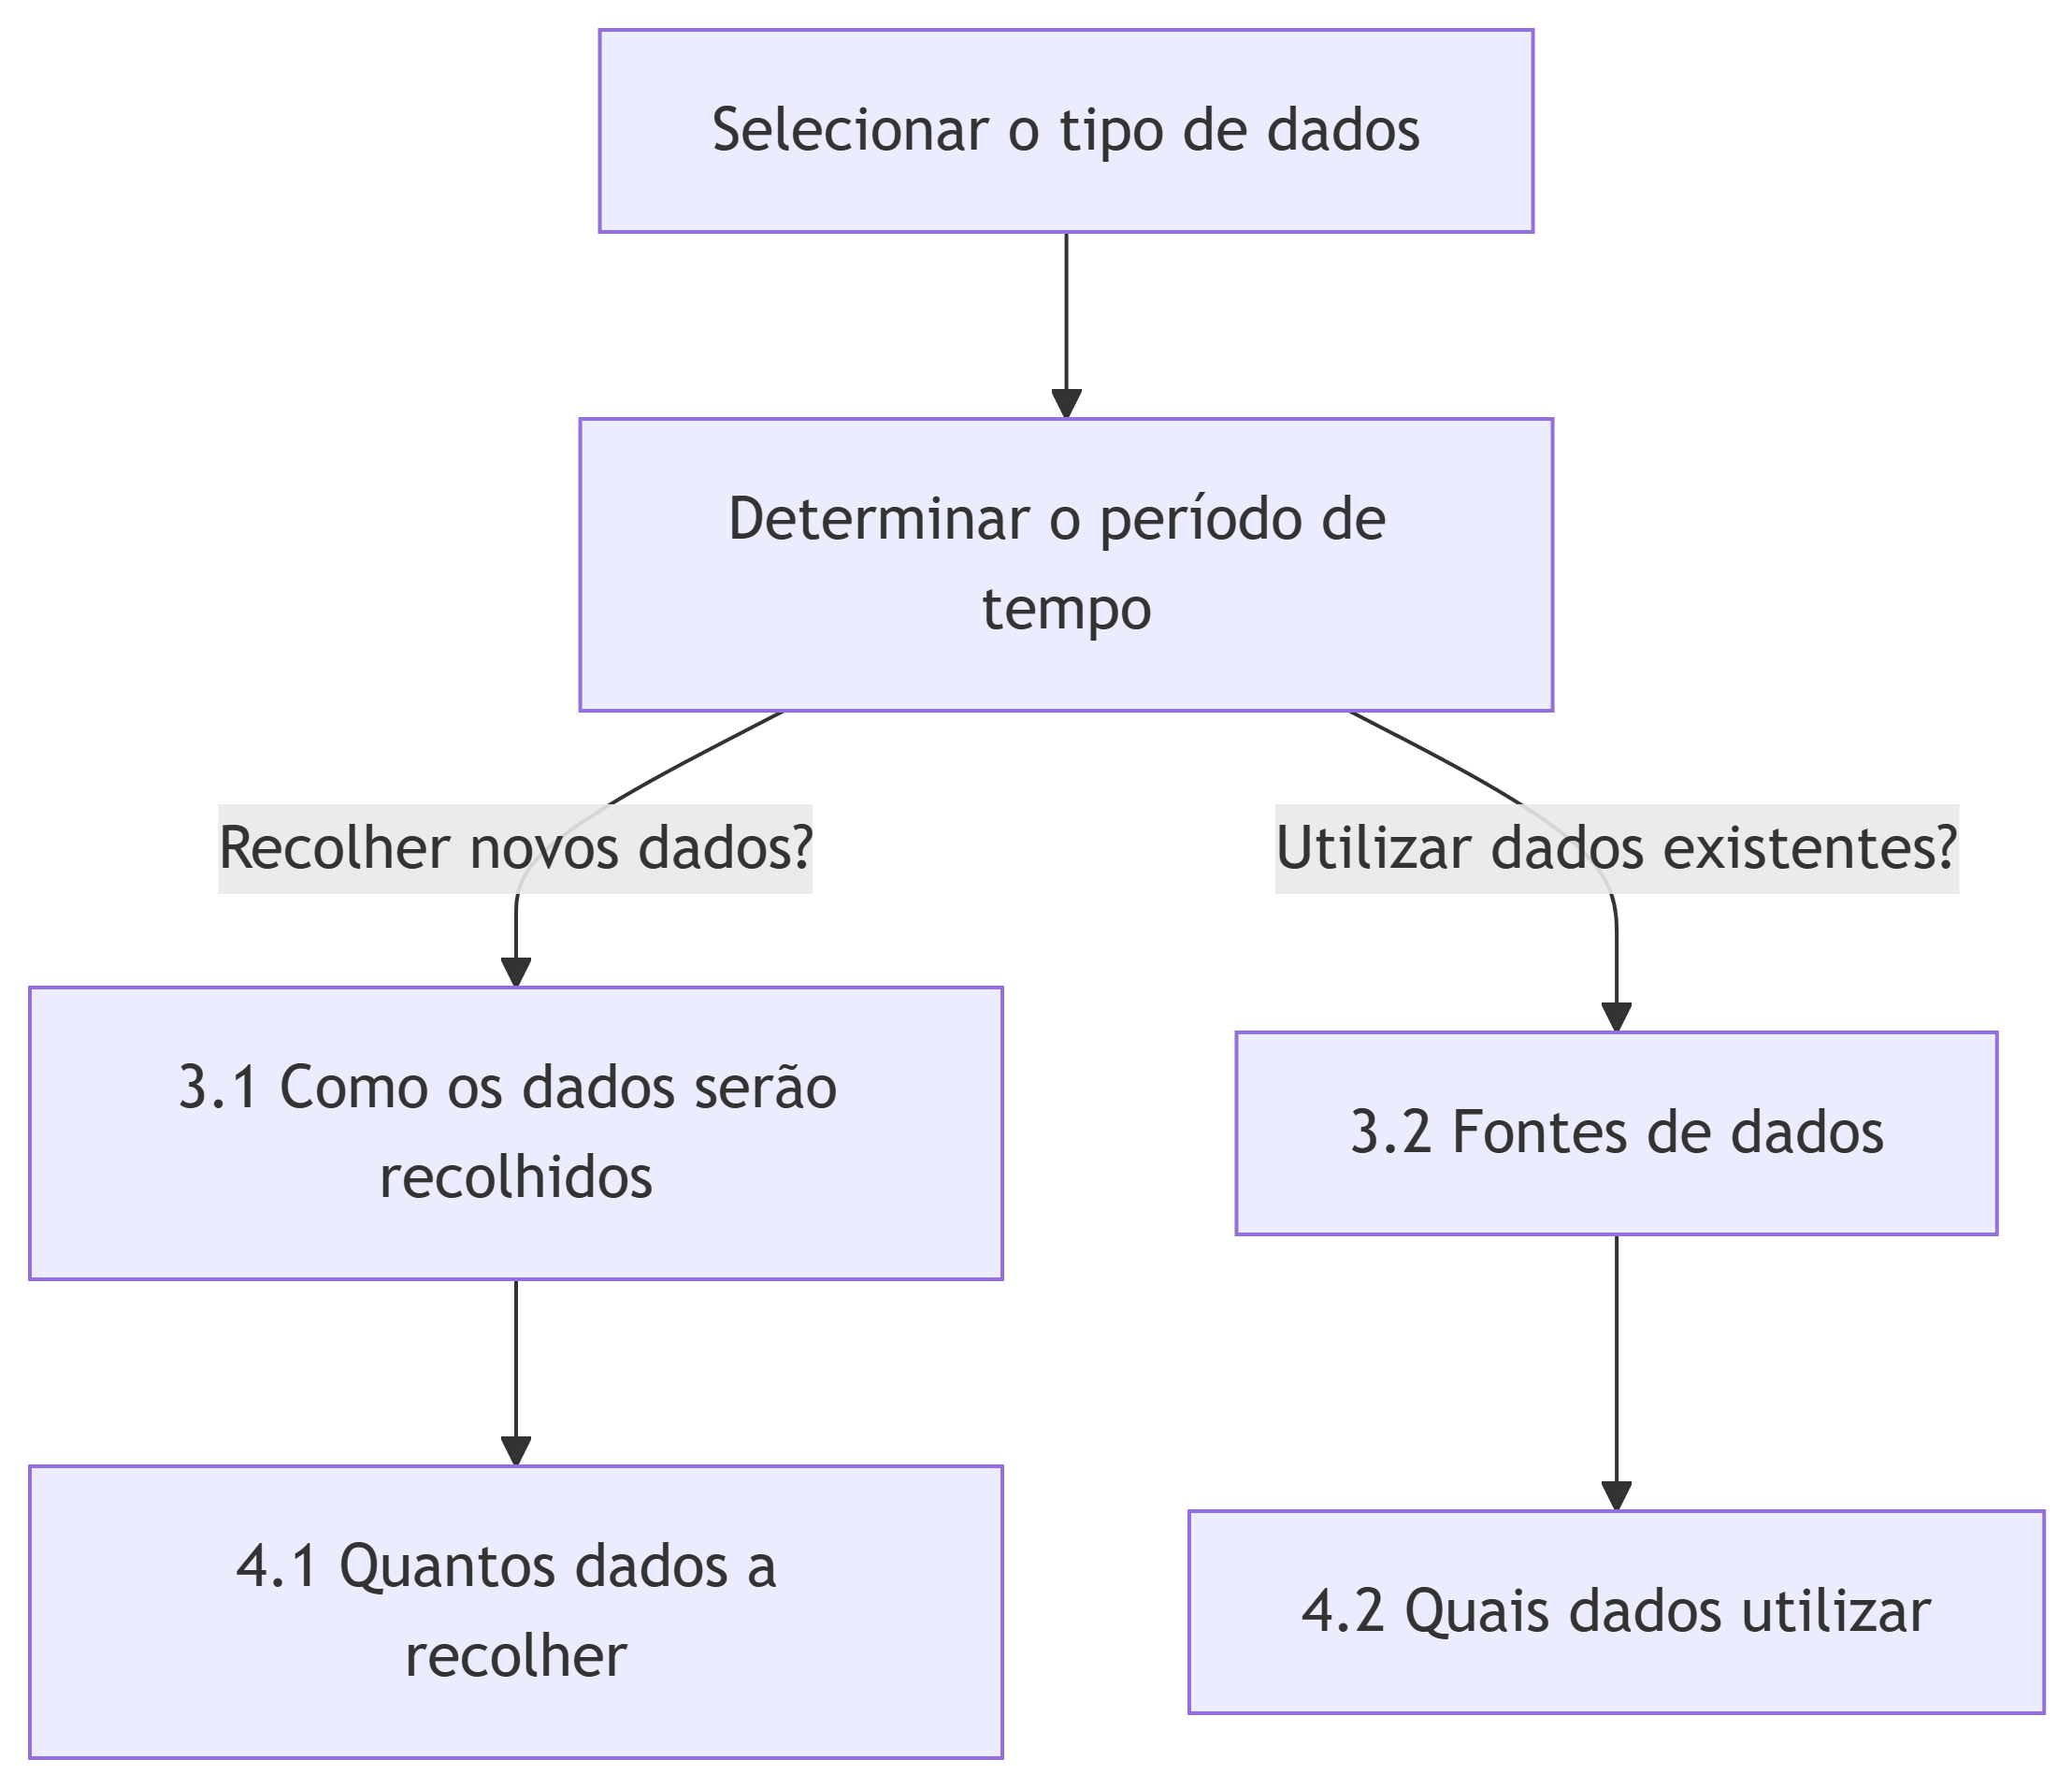 Selecionar o tipo de dados
Determinar o período de
tempo
Recolher novos dados?
Utilizar dados existentes?
3.1 Como os dados serão
recolhidos
3.2 Fontes de dados
4.1 Quantos dados a
recolher
4.2 Quais dados utilizar